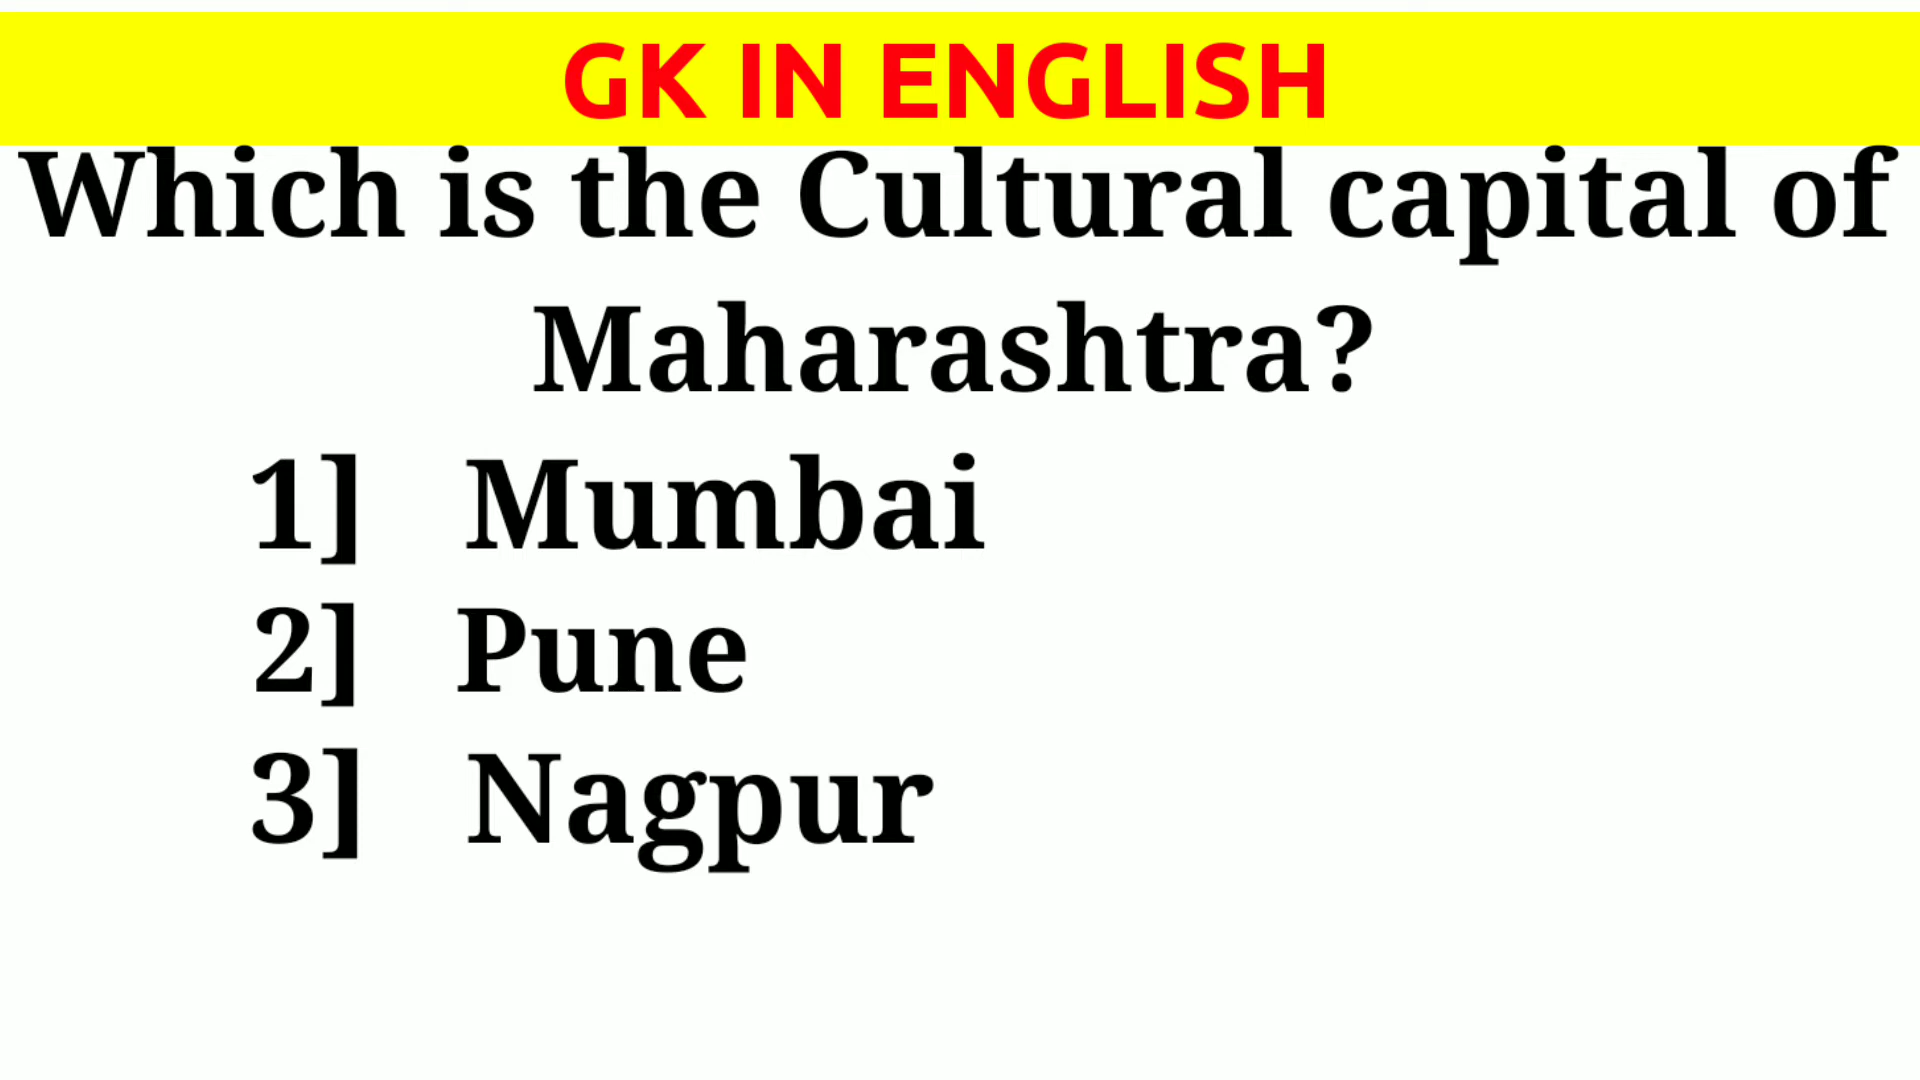 GK IN ENGLISH
Which is the Cultural capital of
Maharashtra?
1] Mumbai
2] Pune
3] Nagpur